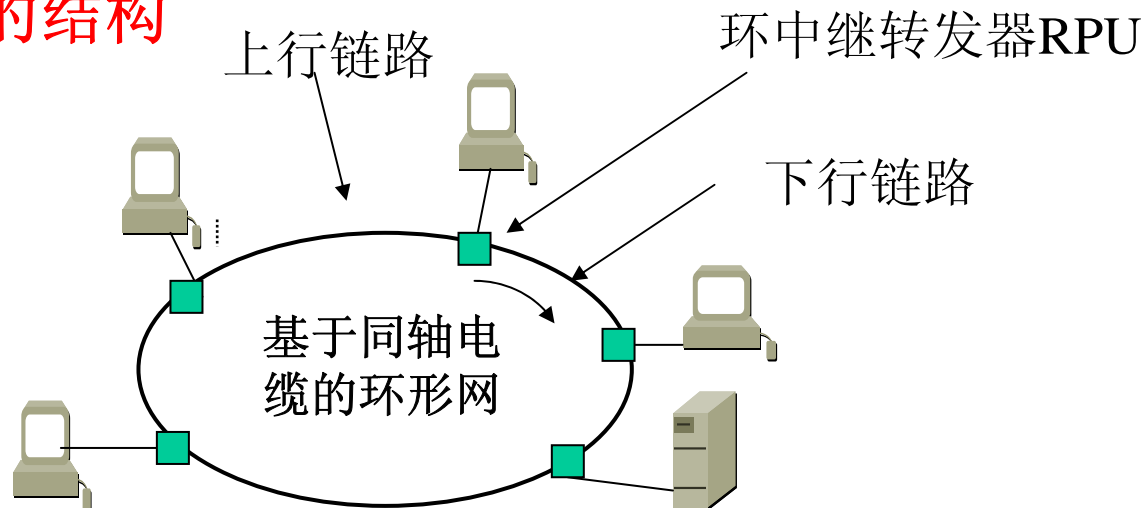 的结构
上行链路
环中继转发器RPU
下行链路
基于同轴电
缆的环形网